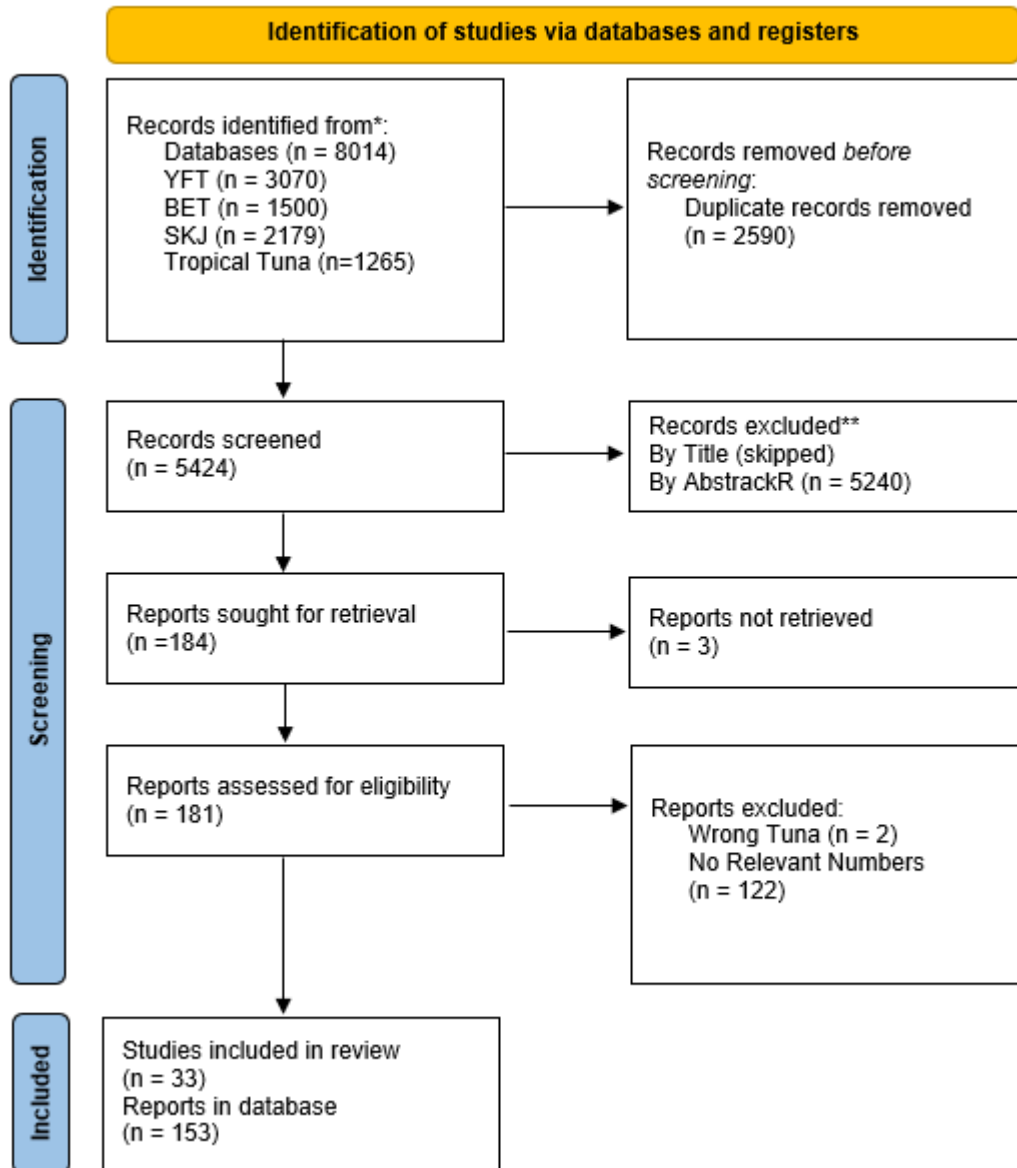 Identification of studies via databases and registers
Identification
Records identified from*:
Databases (n = 8014)
YFT (n = 3070)
BET (n = 1500)
SKJ (n = 2179)
Tropical Tuna (n=1265)
Records removed before
screening:
Duplicate records removed
(n = 2590)
Screening
Records screened
(n = 5424)
Records excluded**
By Title (skipped)
By AbstrackR (n = 5240)
Reports sought for retrieval
(n =184)
Reports not retrieved
(n = 3)
Reports assessed for eligibility
(n = 181)
Reports excluded:
Wrong Tuna (n = 2)
No Relevant Numbers
(n = 122)
Included
Studies included in review
(n = 33)
Reports in database
(n = 153)